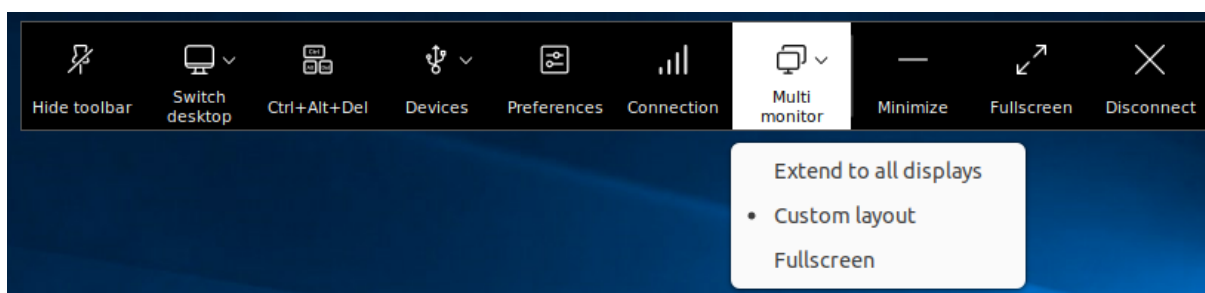 Ctrl
Alt Del
Hide toolbar
Switch
desktop
Ctrl+Alt+Del
Devices
Preferences
Connection
Multi
monitor
Minimize
Fullscreen
Disconnect
Extend to all displays
• Custom layout
Fullscreen